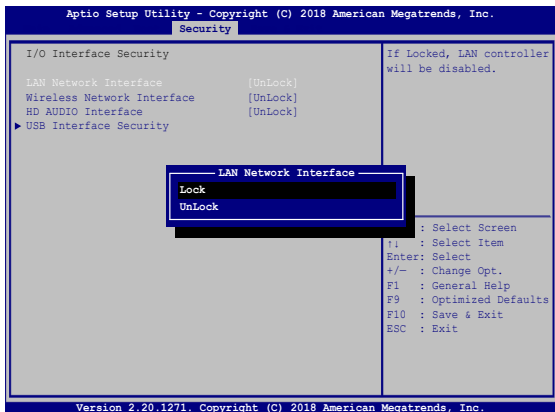 Aptio Setup Utility - Copyright (C) 2018 American Megatrends, Inc.
Security
I/O Interface Security
LAN Network Interface [UnLock]
Wireless Network Interface [UnLock]
HD AUDIO Interface [UnLock]
USB Interface Security
If Locked, LAN controller
will be disabled.
LAN Network Interface
Lock
UnLock
: Select Screen
↑↓ : Select Item
Enter: Select
+/— : Change Opt.
F1 : General Help
F9 : Optimized Defaults
F10 : Save & Exit
ESC : Exit
Version 2.20.1271. Copyright (C) 2018 American Megatrends, Inc.